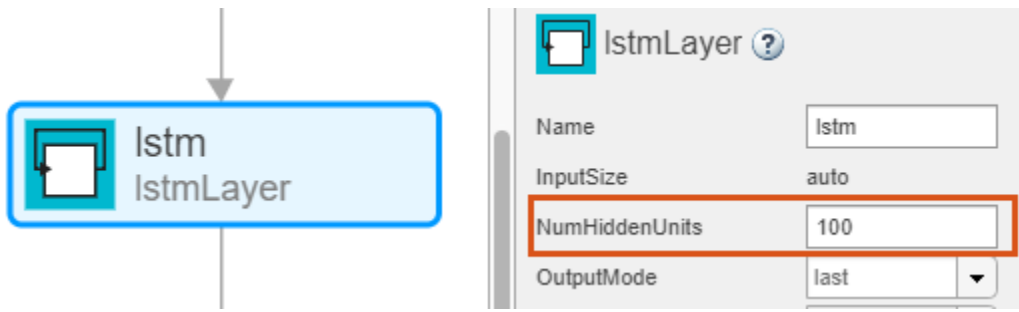 lstm
lstmLayer
lstmLayer ?
Name lstm
InputSize auto
NumHiddenUnits 100
OutputMode last